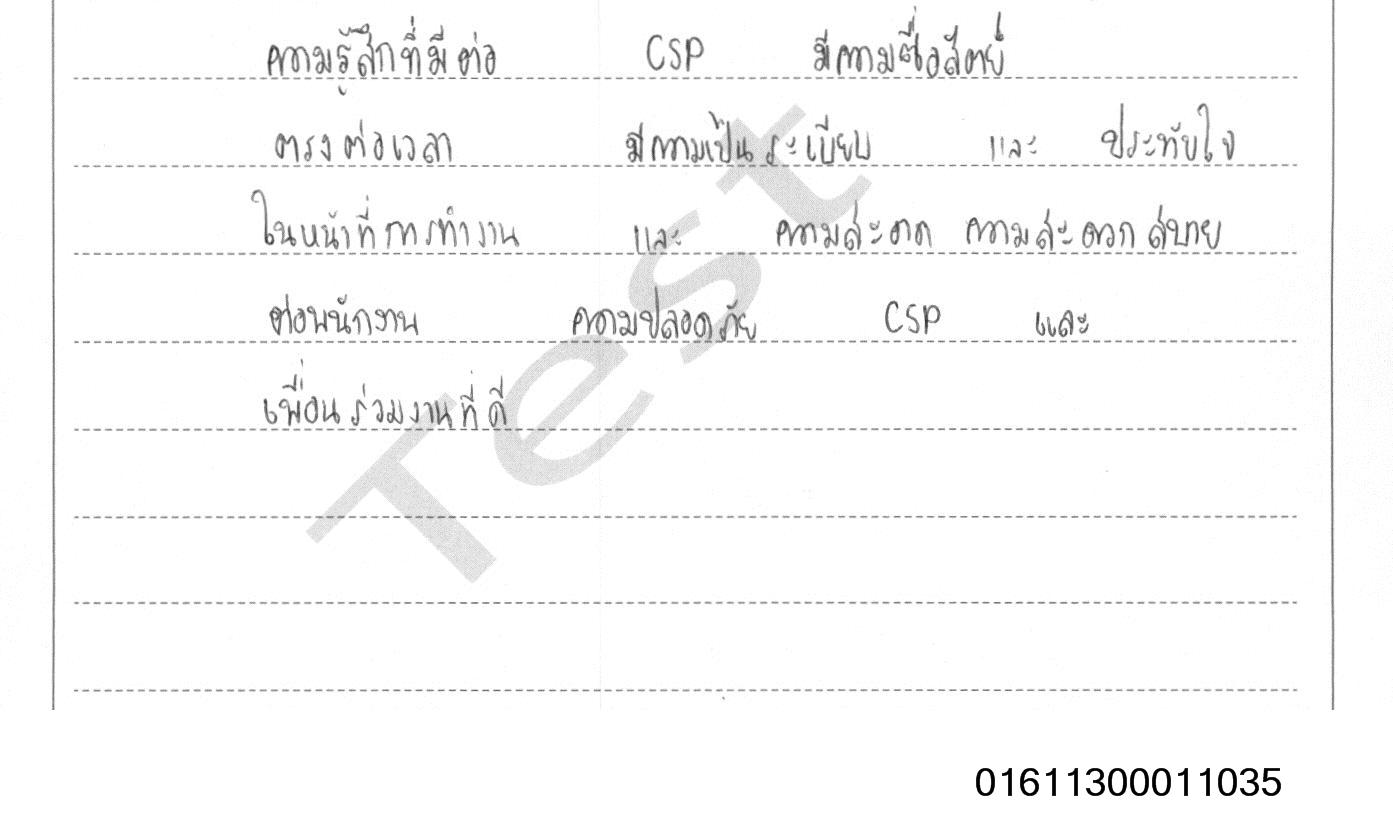 ความรู้สึกที่มีต่อ CSP มีความซื่อสัตย์
ตรงต่อเวลา มีความเป็นระเบียบ และ ประทับใจ
ในหน้าที่การทำงาน และ ความสะอาด ความสะดวกสบาย
ต่อพนักงาน ความปลอดภัย CSP และ
เพื่อนร่วมงานที่ดี
Test
01611300011035